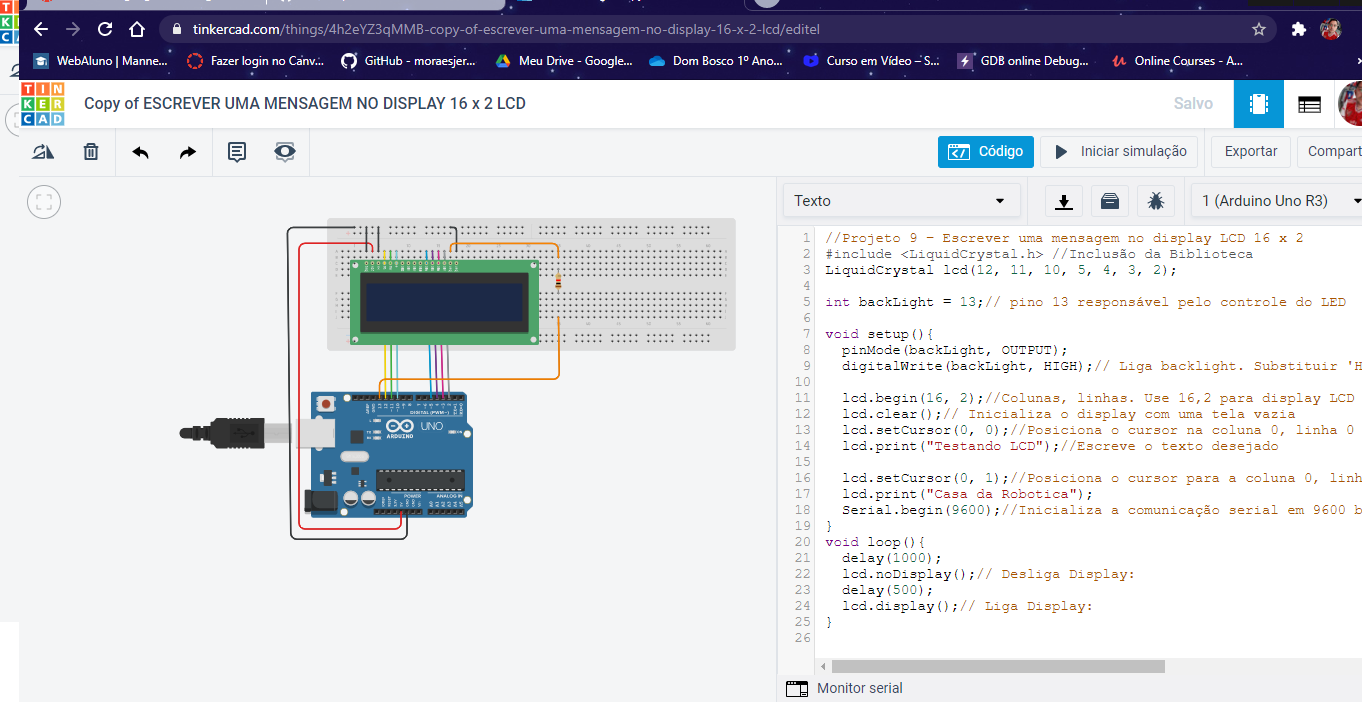 tinkercad.com/things/4h2eYZ3qMMB-copy-of-escrever-uma-mensagem-no-display-16-x-2-lcd/editel
WebAluno | Manne...
Fazer login no Canv...
GitHub - moraesjer...
Meu Drive - Google...
Dom Bosco 1º Ano...
Curso em Vídeo – S...
GDB online Debug...
Online Courses - A...
TIN
KER
CAD
Copy of ESCREVER UMA MENSAGEM NO DISPLAY 16 x 2 LCD
Salvo
Código
Iniciar simulação
Exportar
Compart
Texto
1 (Arduino Uno R3)
1 //Projeto 9 - Escrever uma mensagem no display LCD 16 x 2
2 #include <LiquidCrystal.h> //Inclusão da Biblioteca
3 LiquidCrystal lcd(12, 11, 10, 5, 4, 3, 2);
4
5 int backLight = 13;// pino 13 responsável pelo controle do LED
6
7 void setup(){
8 pinMode(backLight, OUTPUT);
9 digitalWrite(backLight, HIGH);// Liga backlight. Substituir 'H
10
11 lcd.begin(16, 2);//Colunas, linhas. Use 16,2 para display LCD
12 lcd.clear();// Inicializa o display com uma tela vazia
13 lcd.setCursor(0, 0);//Posiciona o cursor na coluna 0, linha 0
14 lcd.print("Testando LCD");//Escreve o texto desejado
15
16 lcd.setCursor(0, 1);//Posiciona o cursor para a coluna 0, linh
17 lcd.print("Casa da Robotica");
18 Serial.begin(9600);//Inicializa a comunicação serial em 9600 b
19 }
20 void loop(){
21 delay(1000);
22 lcd.noDisplay();// Desliga Display:
23 delay(500);
24 lcd.display();// Liga Display:
25 }
26
Monitor serial
DIGITAL (PWM~)
UNO
ARDUINO
POWER
ANALOG IN